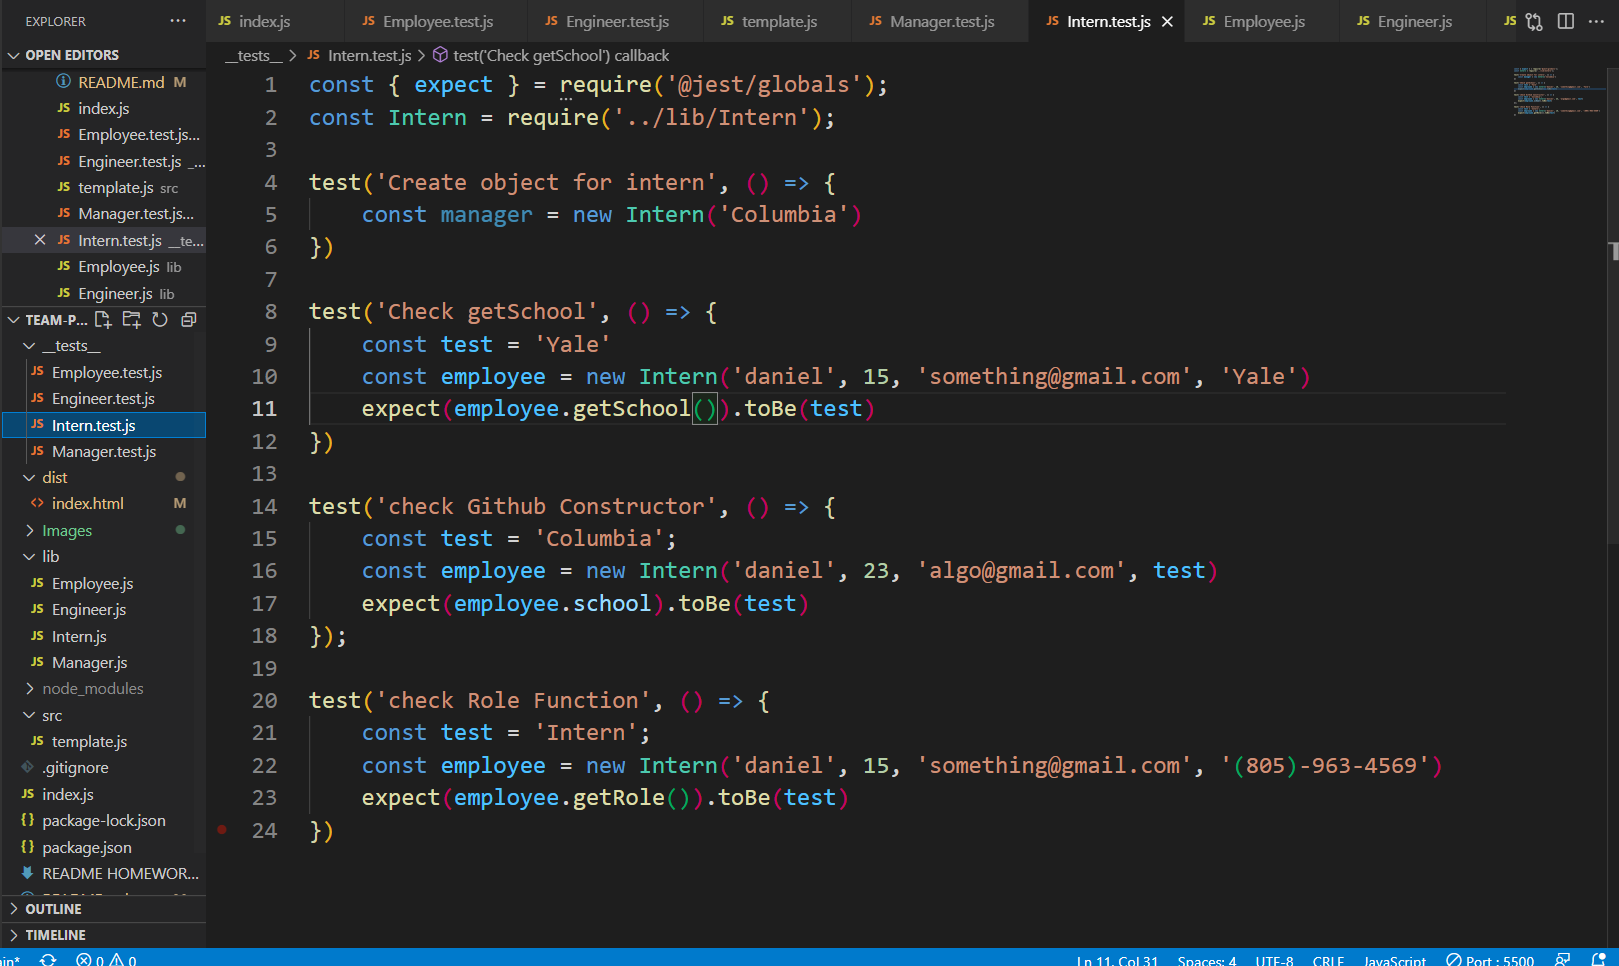 EXPLORER ···
JS index.js JS Employee.test.js JS Engineer.test.js JS template.js JS Manager.test.js JS Intern.test.js JS Employee.js JS Engineer.js JS ···
OPEN EDITORS
README.md M
JS index.js
JS Employee.test.js...
JS Engineer.test.js _...
JS template.js src
JS Manager.test.js...
JS Intern.test.js __te...
JS Employee.js lib
JS Engineer.js lib
TEAM-P...
__tests__
JS Employee.test.js
JS Engineer.test.js
JS Intern.test.js
JS Manager.test.js
dist
<> index.html M
Images
lib
JS Employee.js
JS Engineer.js
JS Intern.js
JS Manager.js
node_modules
src
JS template.js
.gitignore
JS index.js
{} package-lock.json
{} package.json
README HOMEWOR...
OUTLINE
TIMELINE
__tests__ > JS Intern.test.js > test('Check getSchool') callback
1 const { expect } = require('@jest/globals');
2 const Intern = require('../lib/Intern');
3
4 test('Create object for intern', () => {
5 const manager = new Intern('Columbia')
6 })
7
8 test('Check getSchool', () => {
9 const test = 'Yale'
10 const employee = new Intern('daniel', 15, 'something@gmail.com', 'Yale')
11 expect(employee.getSchool()).toBe(test)
12 })
13
14 test('check Github Constructor', () => {
15 const test = 'Columbia';
16 const employee = new Intern('daniel', 23, 'algo@gmail.com', test)
17 expect(employee.school).toBe(test)
18 });
19
20 test('check Role Function', () => {
21 const test = 'Intern';
22 const employee = new Intern('daniel', 15, 'something@gmail.com', '(805)-963-4569')
23 expect(employee.getRole()).toBe(test)
24 })
in* 0 0 Ln 11, Col 31 Spaces: 4 UTF-8 CRLF JavaScript Port : 5500